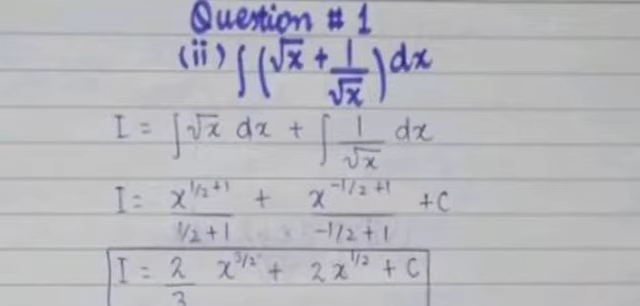 Question # 1
(ii) ∫(√x + 1/√x) dx
I = ∫√x dx + ∫ 1/√x dx
I = x^(1/2+1)/(1/2+1) + x^(-1/2+1)/(-1/2+1) + C
I = 2/3 x^(3/2) + 2x^(1/2) + C